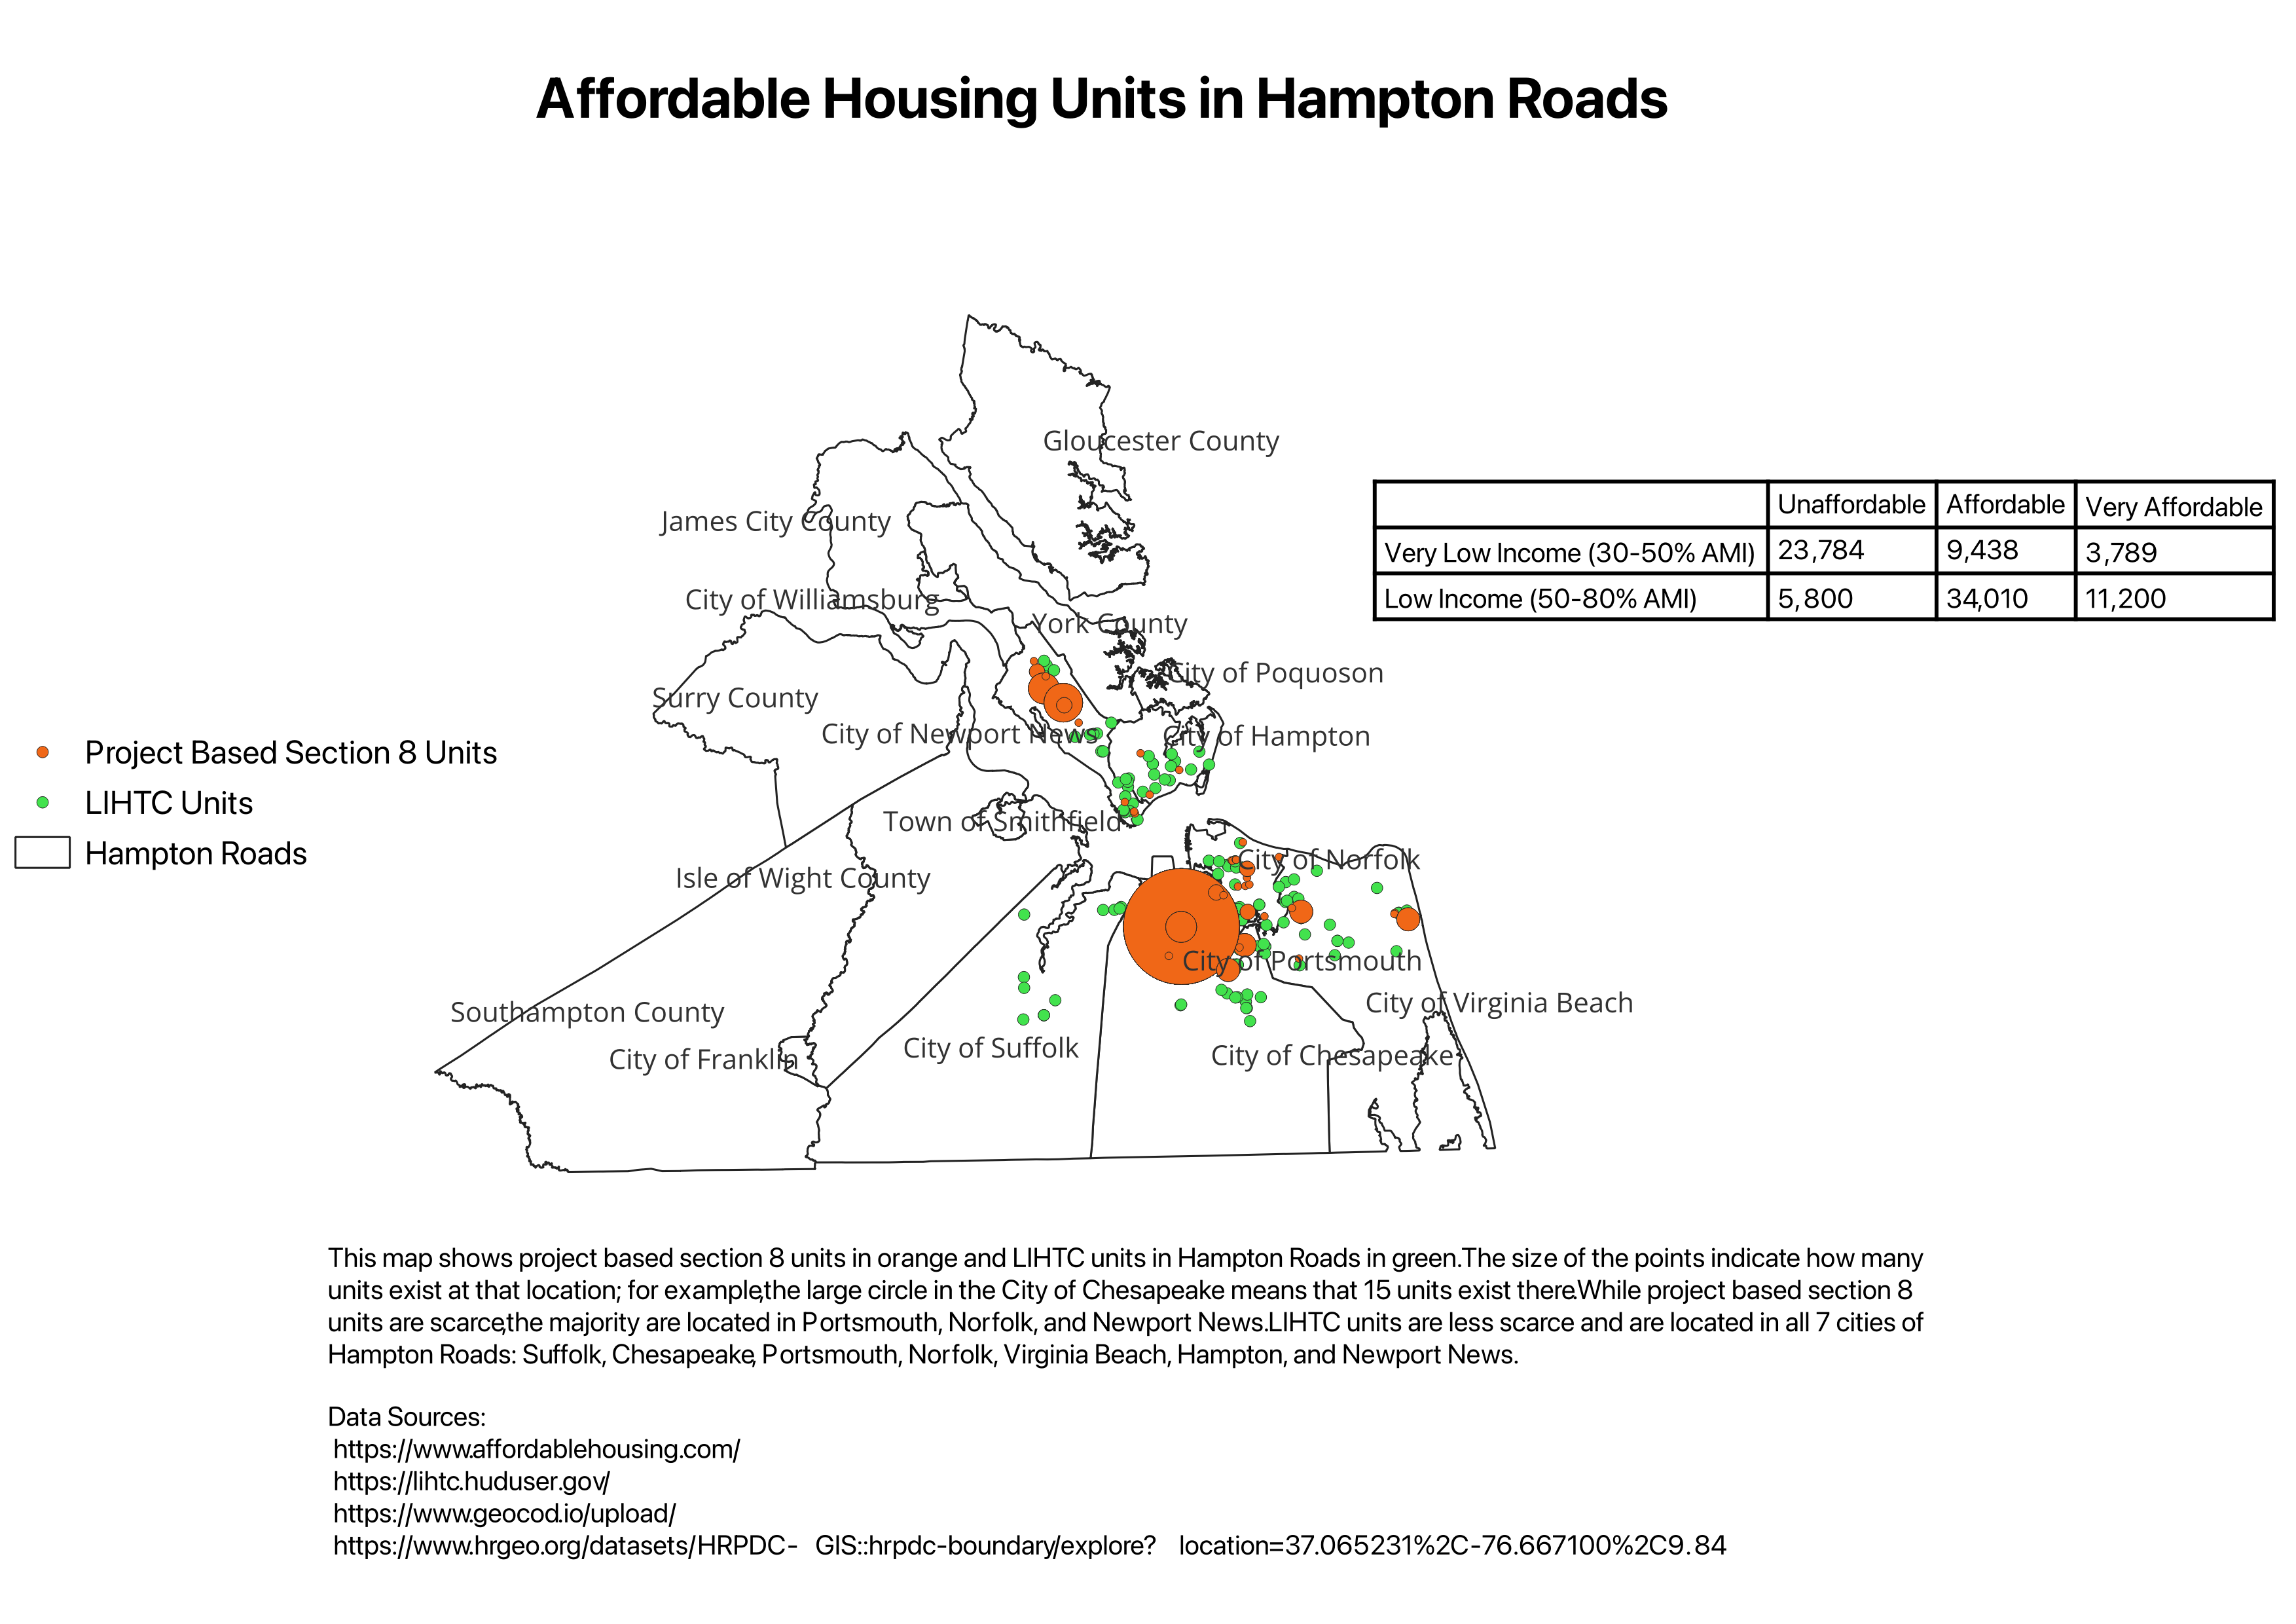 Affordable Housing Units in Hampton Roads
Gloucester County
James City County
Unaffordable Affordable Very Affordable
Very Low Income (30-50% AMI) 23,784 9,438 3,789
Low Income (50-80% AMI) 5,800 34,010 11,200
City of Williamsburg
York County
City of Poquoson
Surry County
City of Newport News
City of Hampton
Project Based Section 8 Units
LIHTC Units
Hampton Roads
Town of Smithfield
City of Norfolk
Isle of Wight County
City of Portsmouth
City of Virginia Beach
Southampton County
City of Franklin
City of Suffolk
City of Chesapeake
This map shows project based section 8 units in orange and LIHTC units in Hampton Roads in green.The size of the points indicate how many
units exist at that location; for example,the large circle in the City of Chesapeake means that 15 units exist there.While project based section 8
units are scarce,the majority are located in Portsmouth, Norfolk, and Newport News.LIHTC units are less scarce and are located in all 7 cities of
Hampton Roads: Suffolk, Chesapeake, Portsmouth, Norfolk, Virginia Beach, Hampton, and Newport News.
Data Sources:
https://www.affordablehousing.com/
https://lihtc.huduser.gov/
https://www.geocod.io/upload/
https://www.hrgeo.org/datasets/HRPDC- GIS::hrpdc-boundary/explore? location=37.065231%2C-76.667100%2C9.84